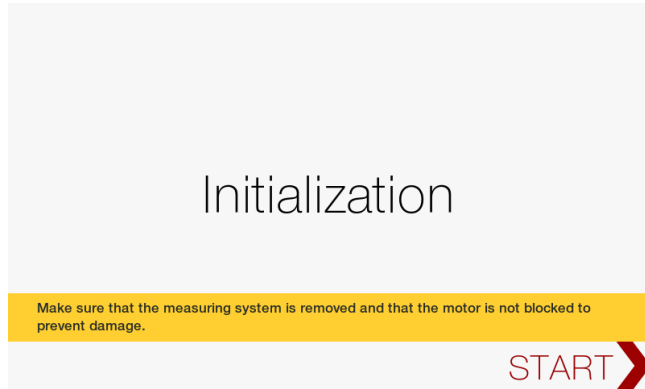 Initialization
Make sure that the measuring system is removed and that the motor is not blocked to
prevent damage.
START